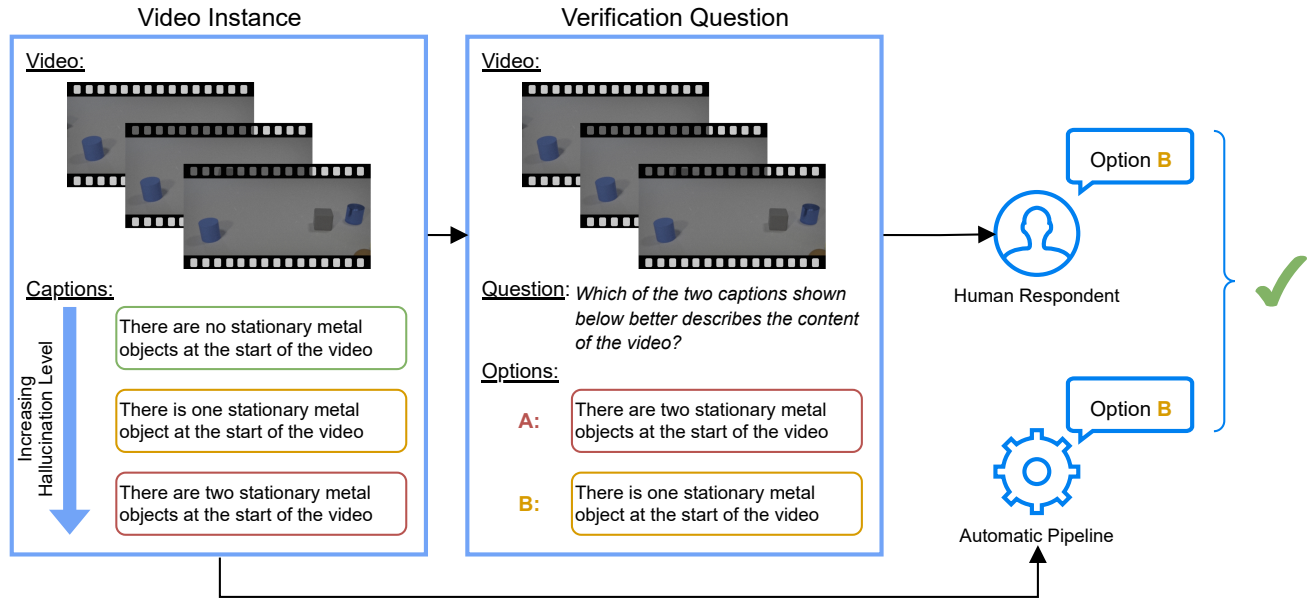 Video Instance
Video:
Captions:
Increasing
Hallucination Level
There are no stationary metal
objects at the start of the video
There is one stationary metal
object at the start of the video
There are two stationary metal
objects at the start of the video
Verification Question
Video:
Question: Which of the two captions shown
below better describes the content
of the video?
Options:
A:
There are two stationary metal
objects at the start of the video
B:
There is one stationary metal
object at the start of the video
Option B
Human Respondent
Option B
Automatic Pipeline